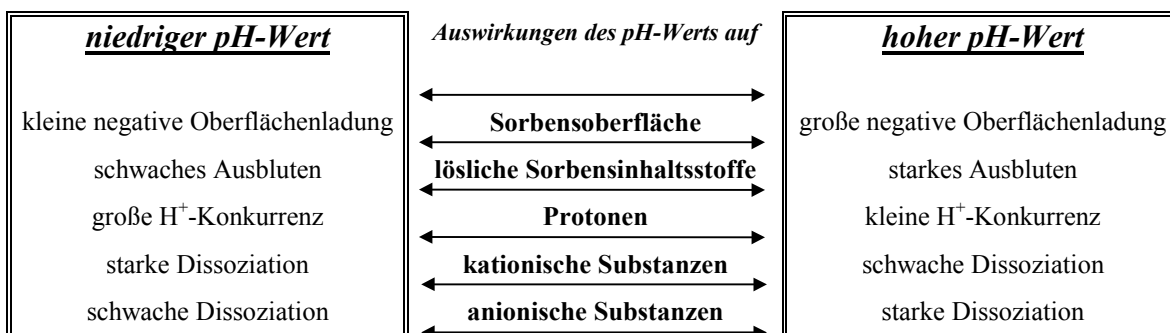 niedriger pH-Wert Auswirkungen des pH-Werts auf hoher pH-Wert
kleine negative Oberflächenladung Sorbensoberfläche große negative Oberflächenladung
schwaches Ausbluten lösliche Sorbensinhaltsstoffe starkes Ausbluten
große H⁺-Konkurrenz Protonen kleine H⁺-Konkurrenz
starke Dissoziation kationische Substanzen schwache Dissoziation
schwache Dissoziation anionische Substanzen starke Dissoziation